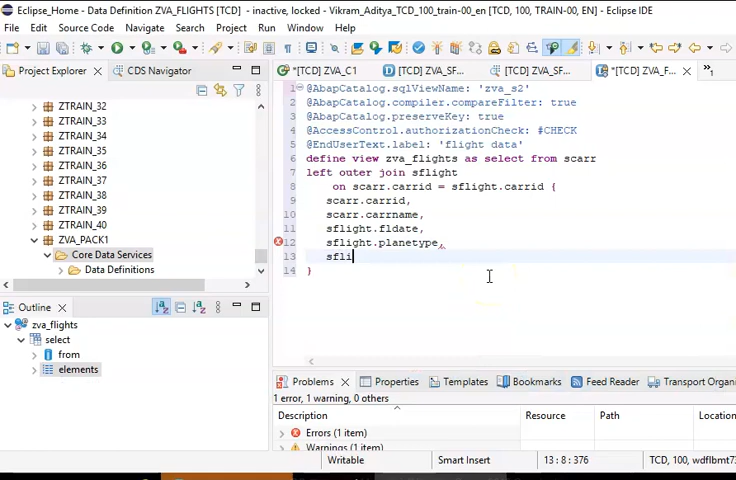 Eclipse_Home - Data Definition ZVA_FLIGHTS [TCD] - inactive, locked - Vikram_Aditya_TCD_100_train-00_en [TCD, 100, TRAIN-00, EN] - Eclipse IDE
File Edit Source Code Navigate Search Project Run Window Help
Project Explorer CDS Navigator
*[TCD] ZVA_C1 [TCD] ZVA_SF... [TCD] ZVA_SF... *[TCD] ZVA_F... »1
ZTRAIN_32
ZTRAIN_33
ZTRAIN_34
ZTRAIN_35
ZTRAIN_36
ZTRAIN_37
ZTRAIN_38
ZTRAIN_39
ZTRAIN_40
ZVA_PACK1
Core Data Services
Data Definitions
Outline
zva_flights
select
from
elements
1 @AbapCatalog.sqlViewName: 'zva_s2'
2 @AbapCatalog.compiler.compareFilter: true
3 @AbapCatalog.preserveKey: true
4 @AccessControl.authorizationCheck: #CHECK
5 @EndUserText.label: 'flight data'
6 define view zva_flights as select from scarr
7 left outer join sflight
8 on scarr.carrid = sflight.carrid {
9 scarr.carrid,
10 scarr.carrname,
11 sflight.fldate,
12 sflight.planetype,
13 sfli
14 }
Problems Properties Templates Bookmarks Feed Reader Transport Organi
1 error, 1 warning, 0 others
Description Resource Path Location
Errors (1 item)
Warnings (1 item)
Writable Smart Insert 13 : 8 : 376 TCD, 100, wdflbmt73